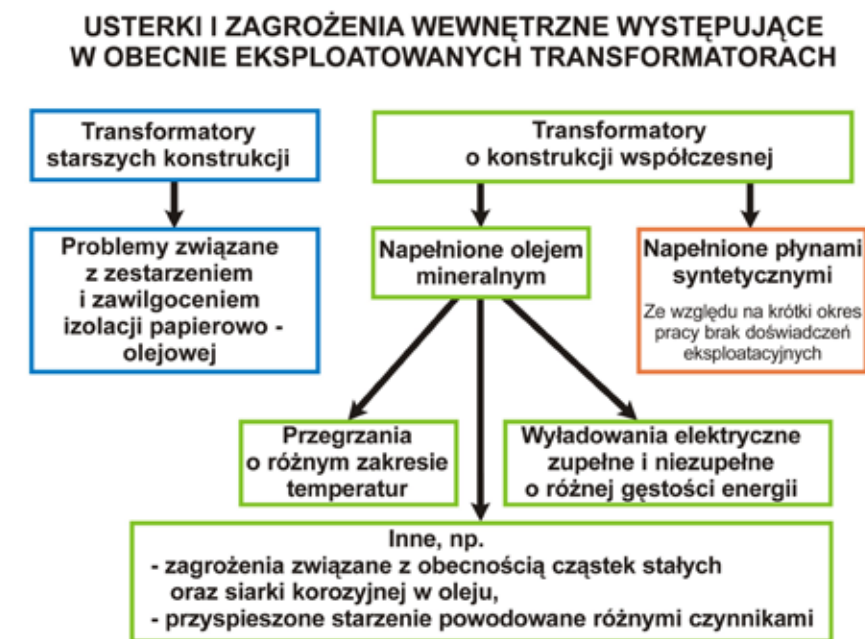 USTERKI I ZAGROŻENIA WEWNĘTRZNE WYSTĘPUJĄCE
W OBECNIE EKSPLOATOWANYCH TRANSFORMATORACH
Transformatory
starszych konstrukcji
Transformatory
o konstrukcji współczesnej
Problemy związane
z zestarzeniem
i zawilgoceniem
izolacji papierowo -
olejowej
Napełnione olejem
mineralnym
Napełnione płynami
syntetycznymi
Ze względu na krótki okres
pracy brak doświadczeń
eksploatacyjnych
Przegrzania
o różnym zakresie
temperatur
Wyładowania elektryczne
zupełne i niezupełne
o różnej gęstości energii
Inne, np.
- zagrożenia związane z obecnością cząstek stałych
oraz siarki korozyjnej w oleju,
- przyspieszone starzenie powodowane różnymi czynnikami